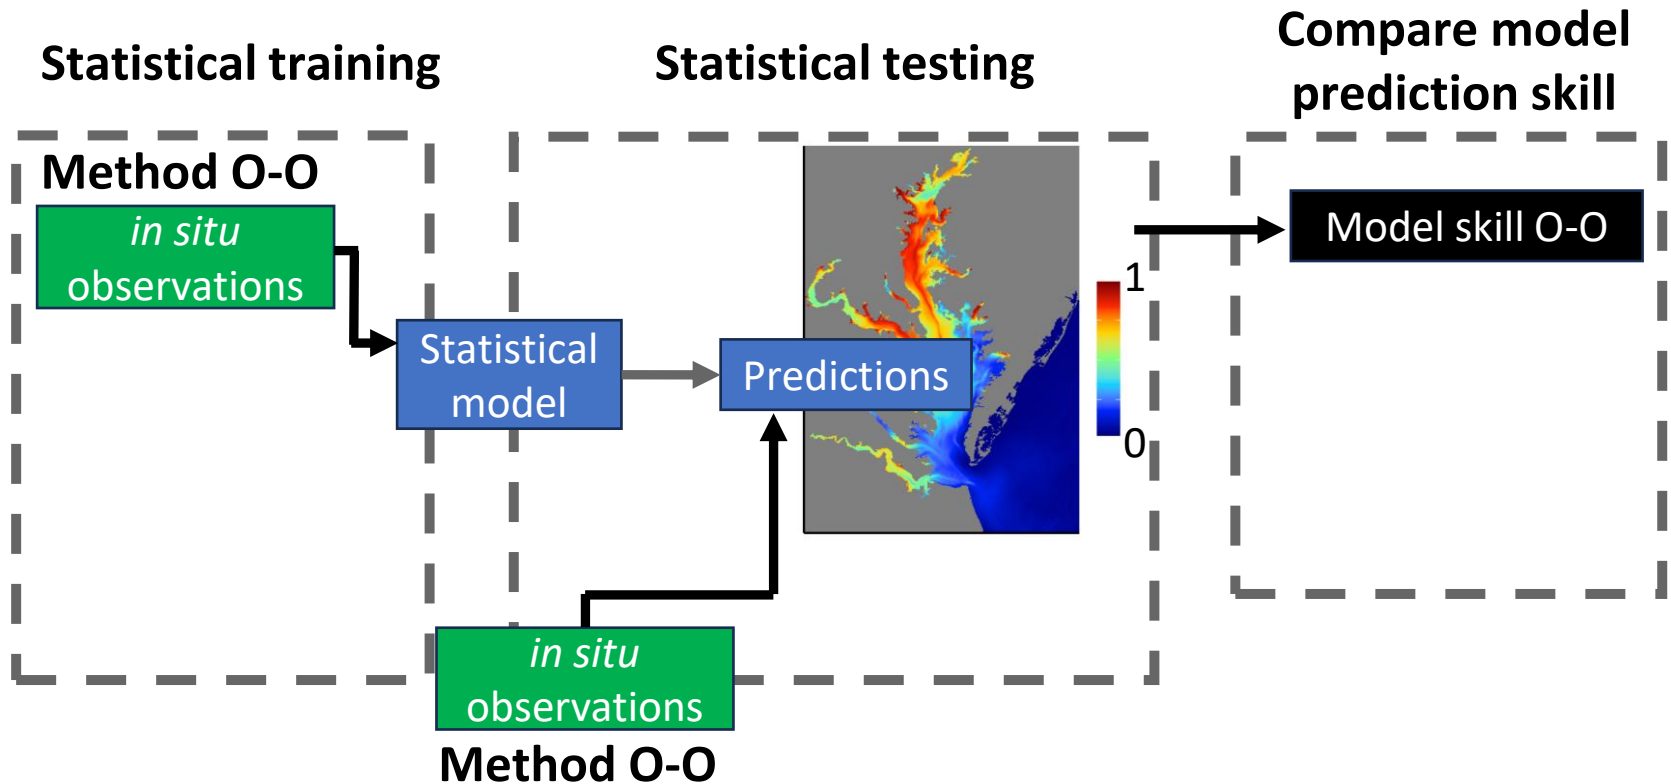 Statistical training
Statistical testing
Compare model
prediction skill
Method O-O
in situ
observations
Statistical
model
Predictions
1
0
Model skill O-O
in situ
observations
Method O-O